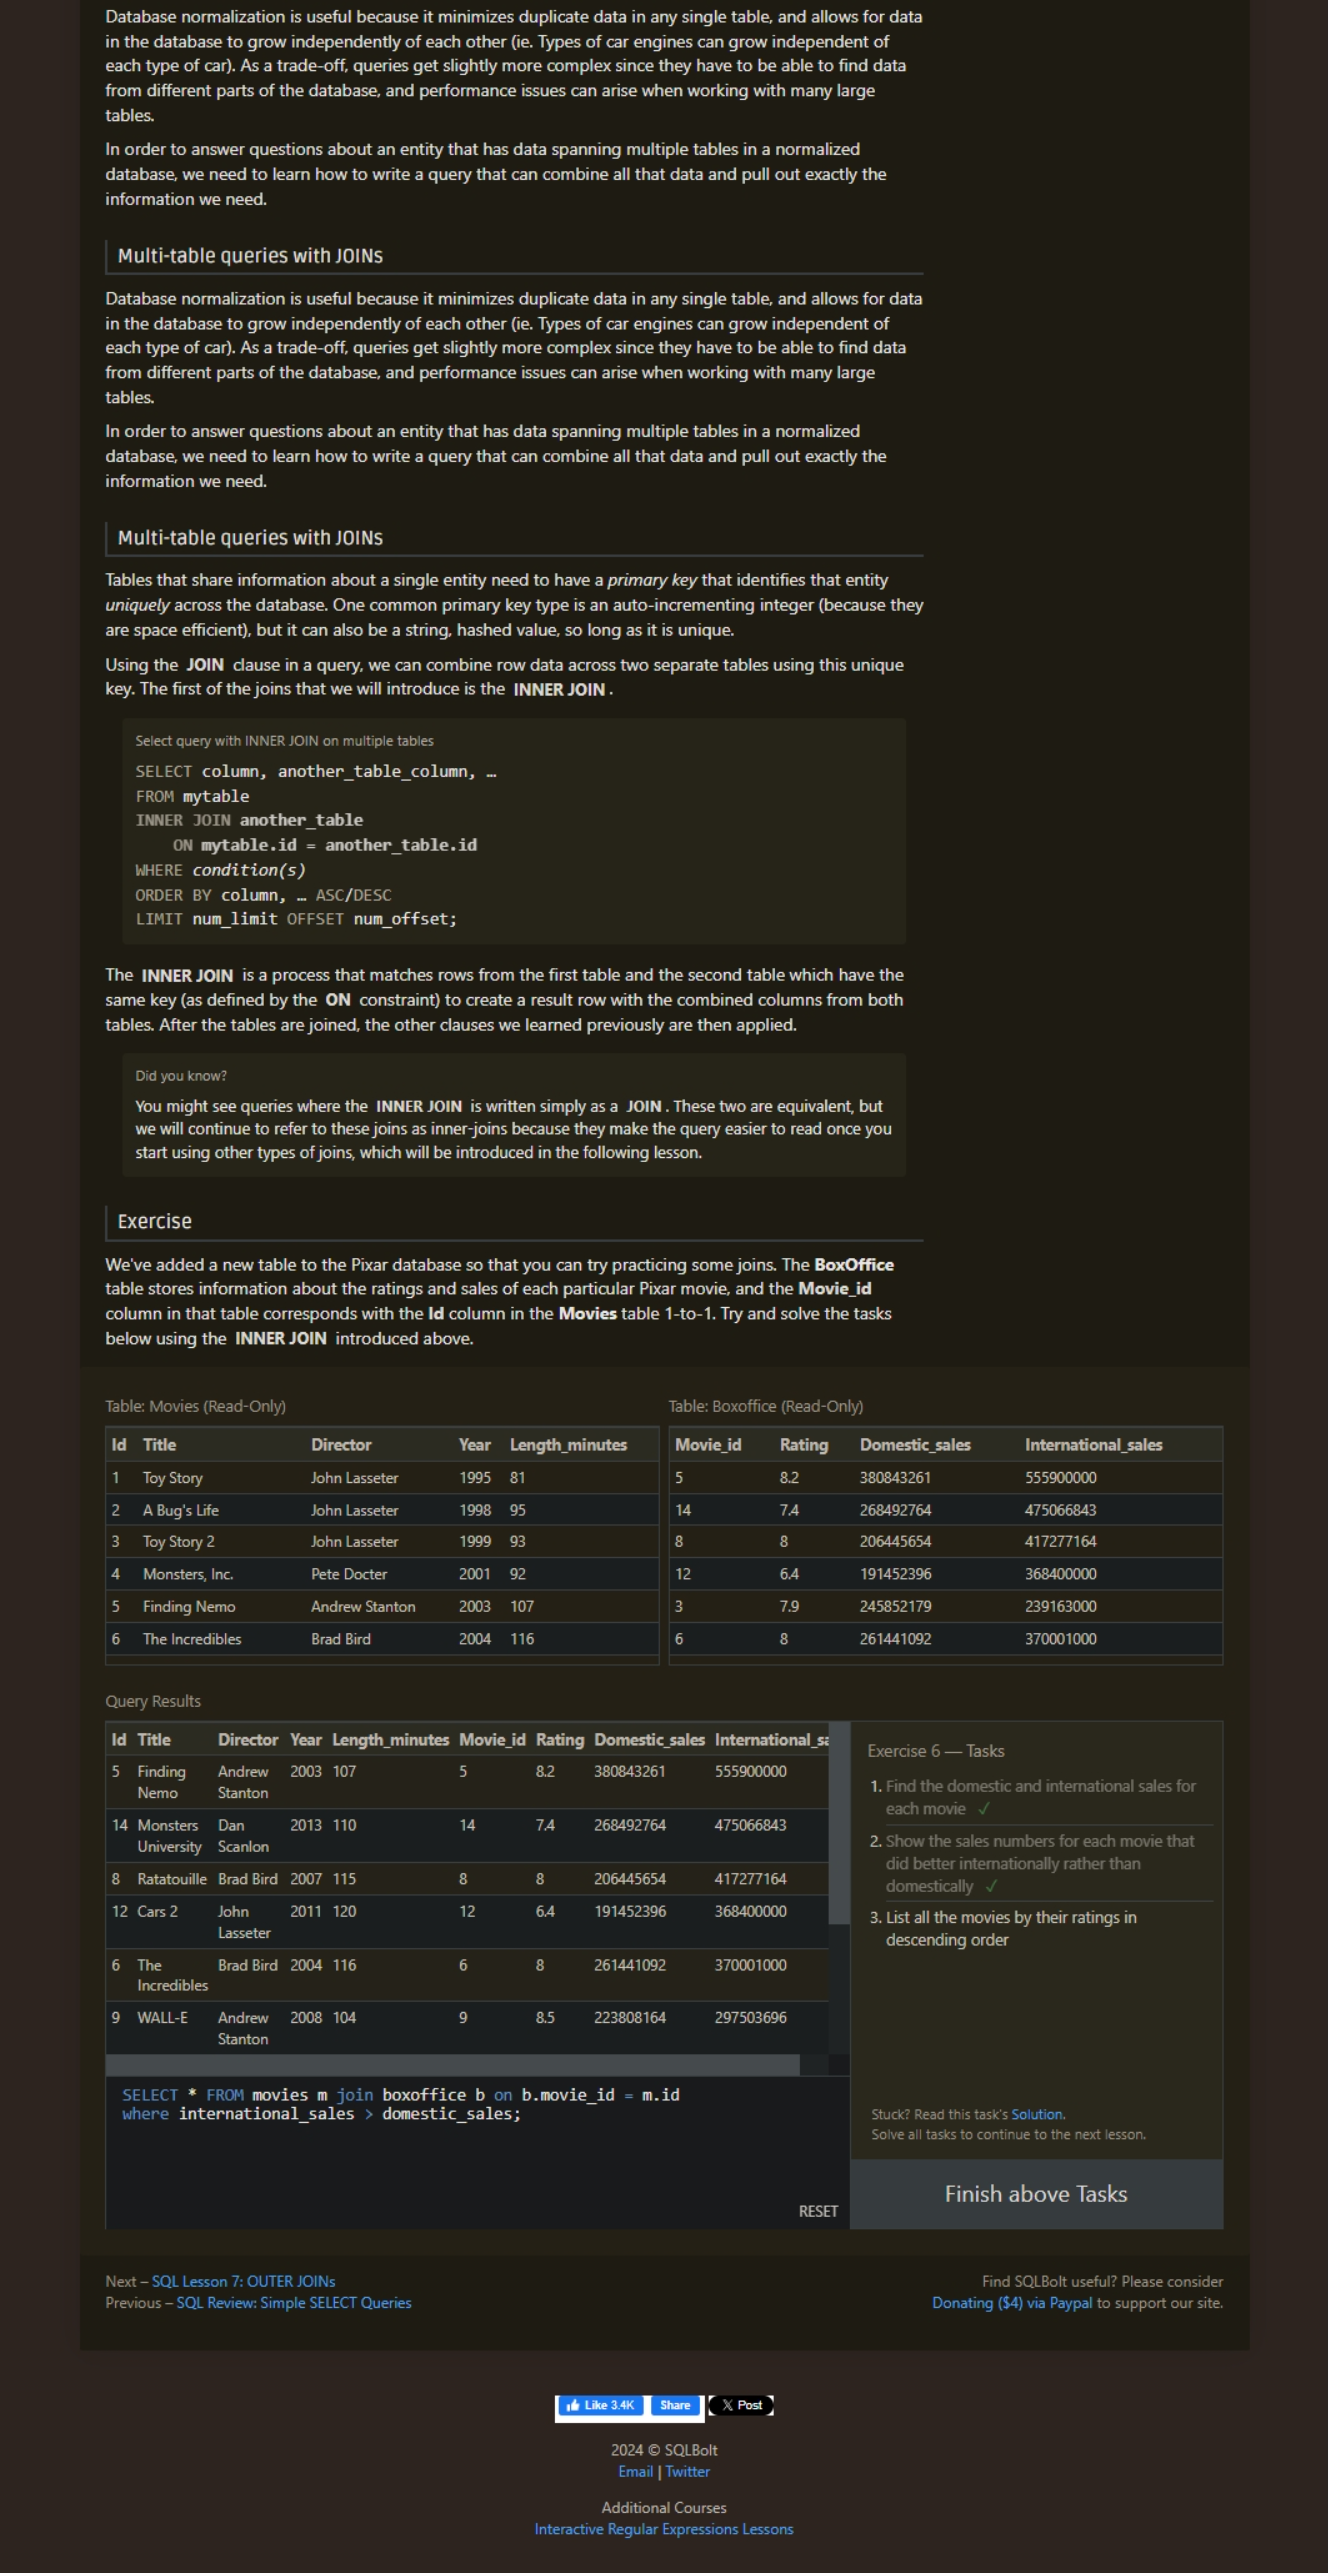 Database normalization is useful because it minimizes duplicate data in any single table, and allows for data
in the database to grow independently of each other (ie. Types of car engines can grow independent of
each type of car). As a trade-off, queries get slightly more complex since they have to be able to find data
from different parts of the database, and performance issues can arise when working with many large
tables.
In order to answer questions about an entity that has data spanning multiple tables in a normalized
database, we need to learn how to write a query that can combine all that data and pull out exactly the
information we need.
Multi-table queries with JOINs
Database normalization is useful because it minimizes duplicate data in any single table, and allows for data
in the database to grow independently of each other (ie. Types of car engines can grow independent of
each type of car). As a trade-off, queries get slightly more complex since they have to be able to find data
from different parts of the database, and performance issues can arise when working with many large
tables.
In order to answer questions about an entity that has data spanning multiple tables in a normalized
database, we need to learn how to write a query that can combine all that data and pull out exactly the
information we need.
Multi-table queries with JOINs
Tables that share information about a single entity need to have a primary key that identifies that entity
uniquely across the database. One common primary key type is an auto-incrementing integer (because they
are space efficient), but it can also be a string, hashed value, so long as it is unique.
Using the JOIN clause in a query, we can combine row data across two separate tables using this unique
key. The first of the joins that we will introduce is the INNER JOIN.
Select query with INNER JOIN on multiple tables
SELECT column, another_table_column, …
FROM mytable
INNER JOIN another_table
ON mytable.id = another_table.id
WHERE condition(s)
ORDER BY column, … ASC/DESC
LIMIT num_limit OFFSET num_offset;
The INNER JOIN is a process that matches rows from the first table and the second table which have the
same key (as defined by the ON constraint) to create a result row with the combined columns from both
tables. After the tables are joined, the other clauses we learned previously are then applied.
Did you know?
You might see queries where the INNER JOIN is written simply as a JOIN. These two are equivalent, but
we will continue to refer to these joins as inner-joins because they make the query easier to read once you
start using other types of joins, which will be introduced in the following lesson.
Exercise
We've added a new table to the Pixar database so that you can try practicing some joins. The BoxOffice
table stores information about the ratings and sales of each particular Pixar movie, and the Movie_id
column in that table corresponds with the Id column in the Movies table 1-to-1. Try and solve the tasks
below using the INNER JOIN introduced above.
Table: Movies (Read-Only)
Id Title Director Year Length_minutes
1 Toy Story John Lasseter 1995 81
2 A Bug's Life John Lasseter 1998 95
3 Toy Story 2 John Lasseter 1999 93
4 Monsters, Inc. Pete Docter 2001 92
5 Finding Nemo Andrew Stanton 2003 107
6 The Incredibles Brad Bird 2004 116
Table: Boxoffice (Read-Only)
Movie_id Rating Domestic_sales International_sales
5 8.2 380843261 555900000
14 7.4 268492764 475066843
8 8 206445654 417277164
12 6.4 191452396 368400000
3 7.9 245852179 239163000
6 8 261441092 370001000
Query Results
Id Title Director Year Length_minutes Movie_id Rating Domestic_sales International_sa
5 Finding Nemo Andrew Stanton 2003 107 5 8.2 380843261 555900000
14 Monsters University Dan Scanlon 2013 110 14 7.4 268492764 475066843
8 Ratatouille Brad Bird 2007 115 8 8 206445654 417277164
12 Cars 2 John Lasseter 2011 120 12 6.4 191452396 368400000
6 The Incredibles Brad Bird 2004 116 6 8 261441092 370001000
9 WALL-E Andrew Stanton 2008 104 9 8.5 223808164 297503696
SELECT * FROM movies m join boxoffice b on b.movie_id = m.id
where international_sales > domestic_sales;
RESET
Exercise 6 — Tasks
1. Find the domestic and international sales for
each movie ✓
2. Show the sales numbers for each movie that
did better internationally rather than
domestically ✓
3. List all the movies by their ratings in
descending order
Stuck? Read this task's Solution.
Solve all tasks to continue to the next lesson.
Finish above Tasks
Next – SQL Lesson 7: OUTER JOINs
Previous – SQL Review: Simple SELECT Queries
Find SQLBolt useful? Please consider
Donating ($4) via Paypal to support our site.
Like 3.4K Share X Post
2024 © SQLBolt
Email | Twitter
Additional Courses
Interactive Regular Expressions Lessons